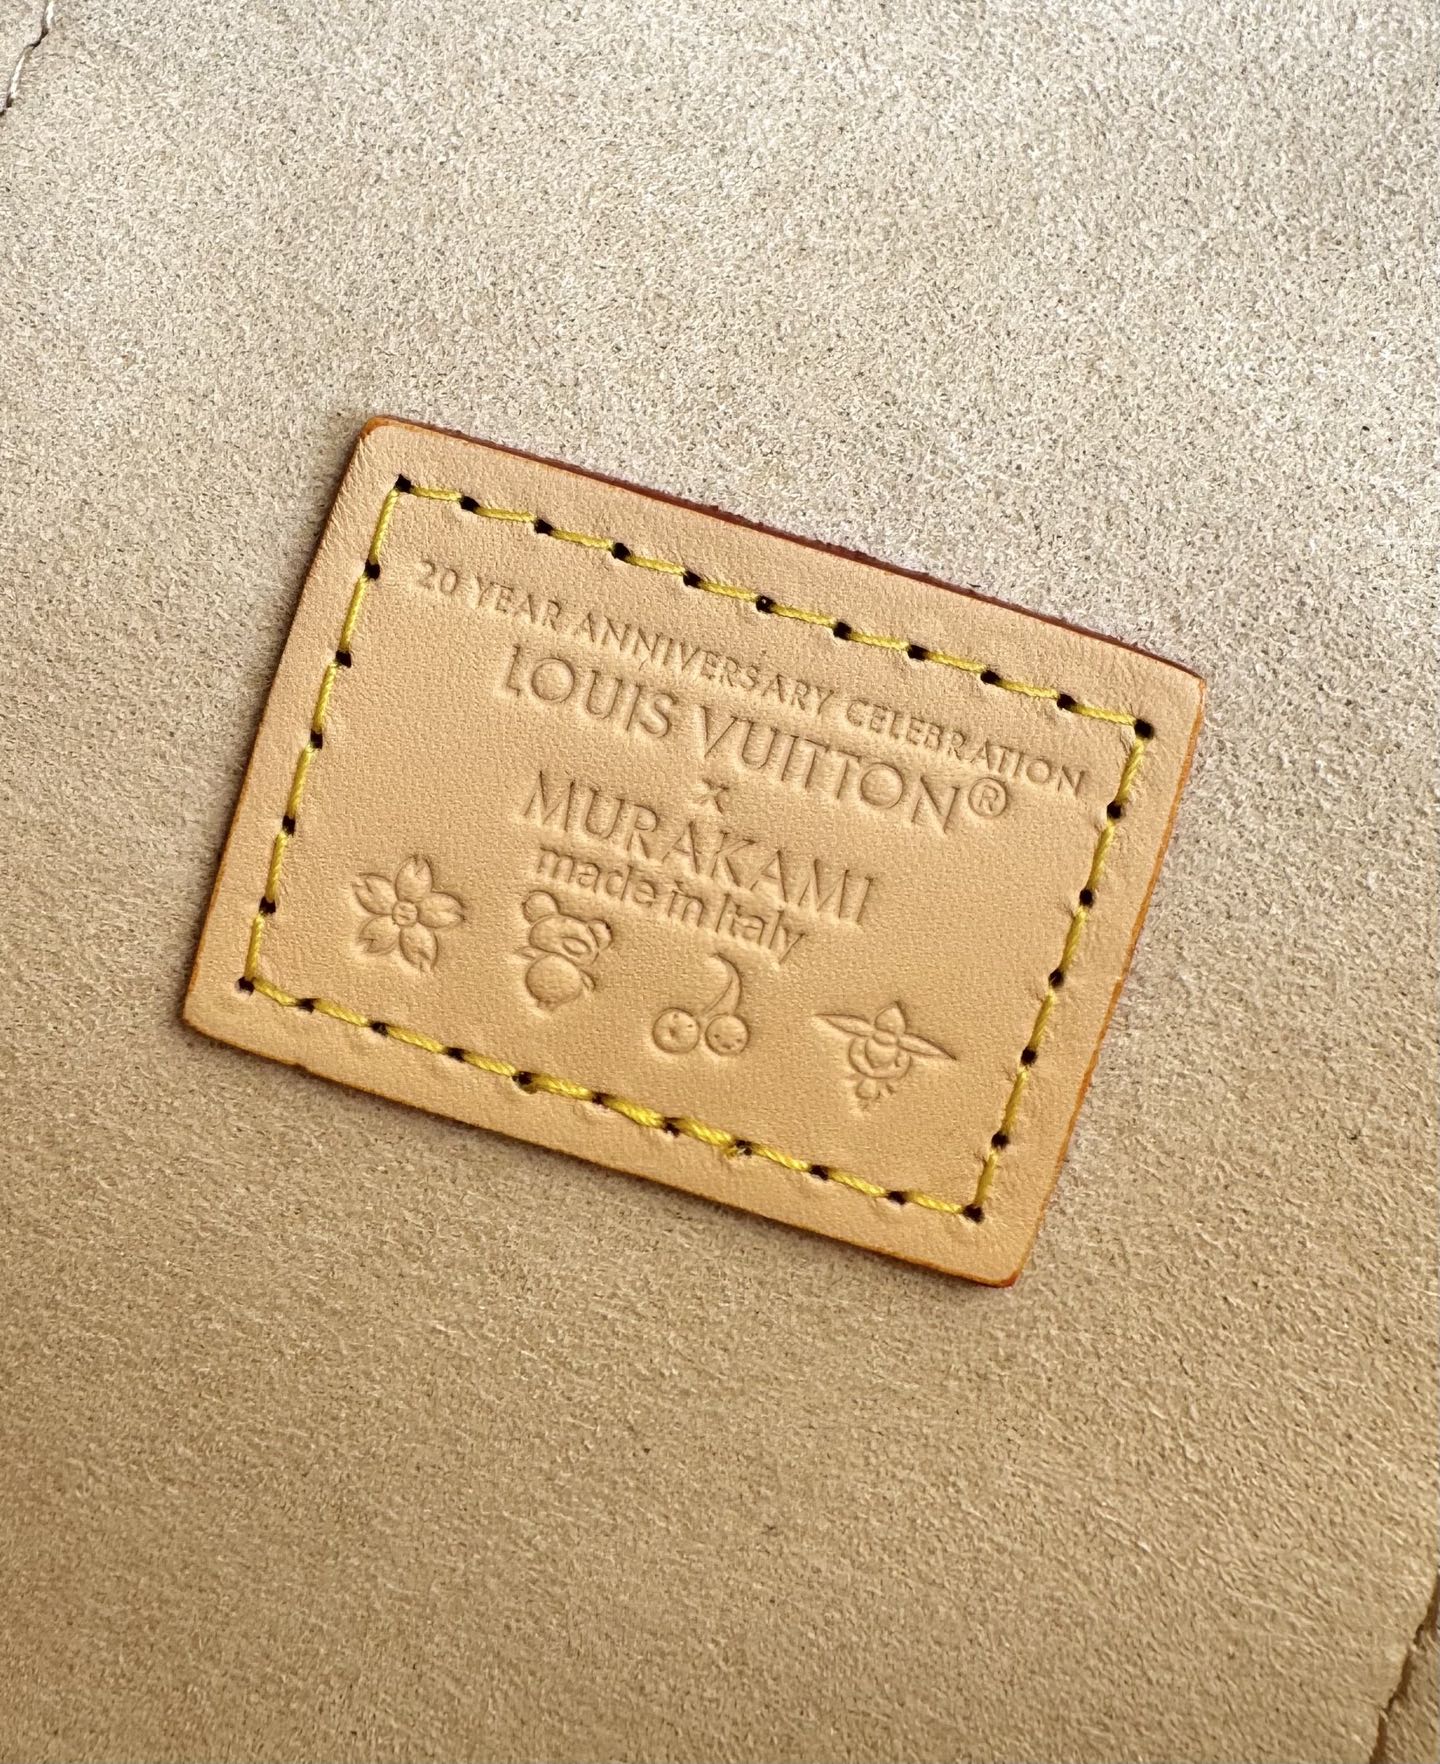 20 YEAR ANNIVERSARY CELEBRATION
LOUIS VUITTON®
x
MURAKAMI
made in Italy